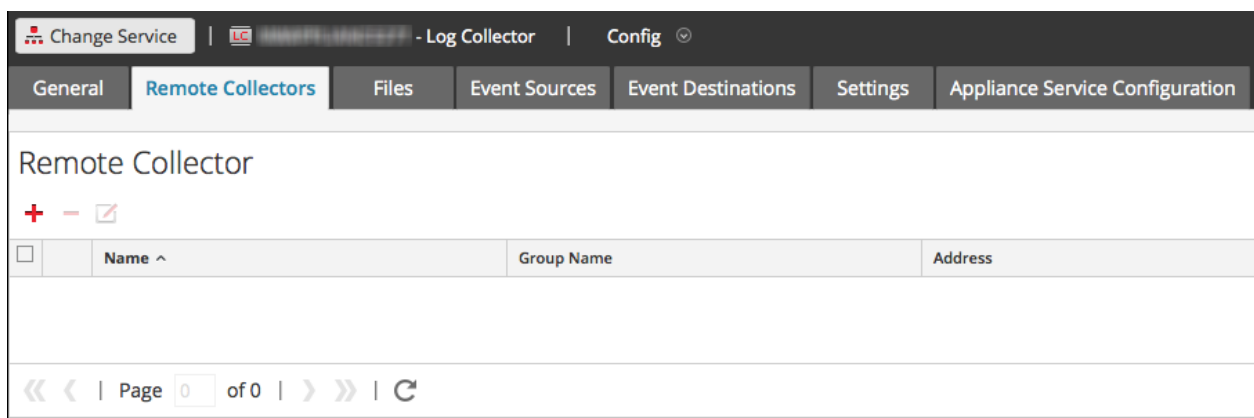 Change Service | LC - Log Collector | Config
General Remote Collectors Files Event Sources Event Destinations Settings Appliance Service Configuration
Remote Collector
Name Group Name Address
| Page 0 of 0 | |